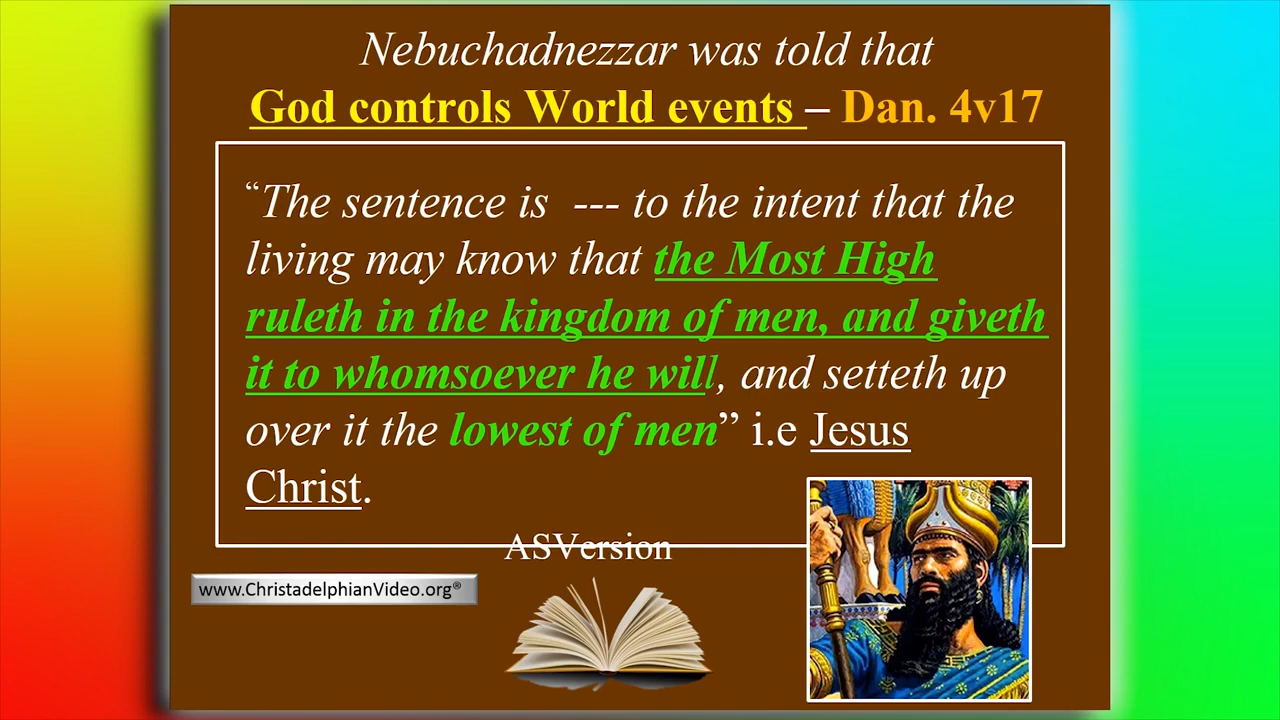 Nebuchadnezzar was told that
God controls World events – Dan. 4v17
“The sentence is --- to the intent that the
living may know that the Most High
ruleth in the kingdom of men, and giveth
it to whomsoever he will, and setteth up
over it the lowest of men” i.e Jesus
Christ.
ASVersion
www.ChristadelphianVideo.org®